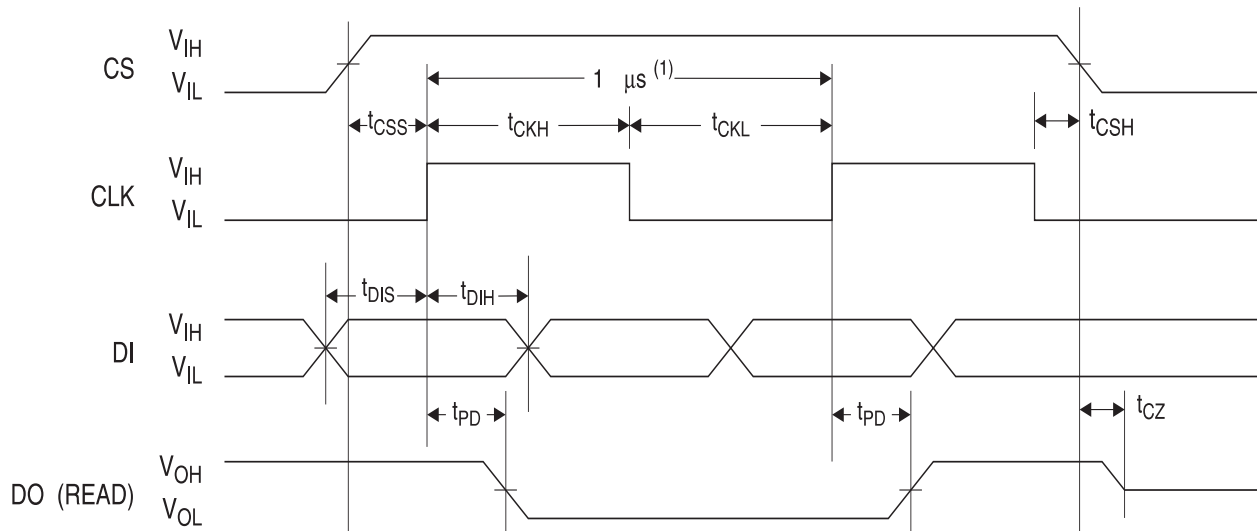 CS V_IH
V_IL
1 μs (1)
t_CSS t_CKH t_CKL t_CSH
CLK V_IH
V_IL
t_DIS t_DIH
DI V_IH
V_IL
t_PD t_PD t_CZ
DO (READ) V_OH
V_OL